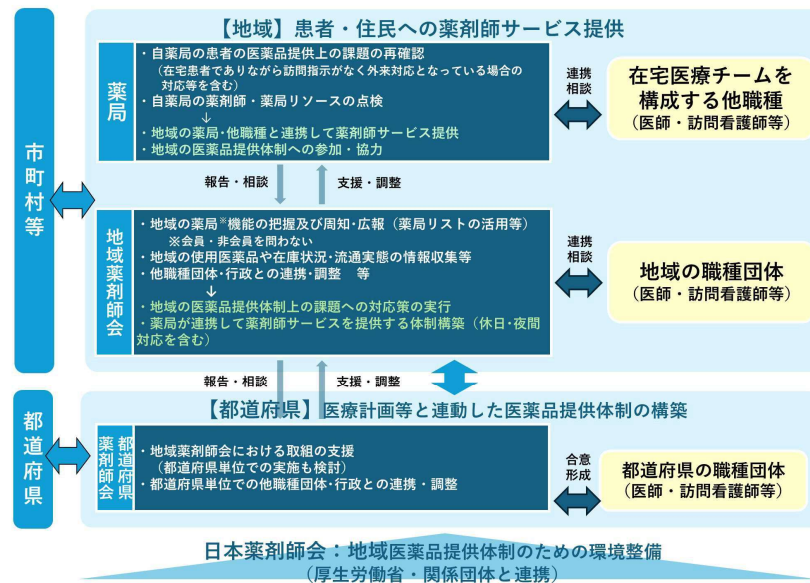 【地域】患者・住民への薬剤師サービス提供
市町村等
薬局
・自薬局の患者の医薬品提供上の課題の再確認
（在宅患者でありながら訪問指示がなく外来対応となっている場合の
対応等を含む）
・自薬局の薬剤師・薬局リソースの点検
↓
・地域の薬局・他職種と連携して薬剤師サービス提供
・地域の医薬品提供体制への参加・協力
連携
相談
在宅医療チームを
構成する他職種
（医師・訪問看護師等）
報告・相談
支援・調整
地域薬剤師会
・地域の薬局※機能の把握及び周知・広報（薬局リストの活用等）
※会員・非会員を問わない
・地域の使用医薬品や在庫状況・流通実態の情報収集等
・他職種団体・行政との連携・調整　等
↓
・地域の医薬品提供体制上の課題への対応策の実行
・薬局が連携して薬剤師サービスを提供する体制構築（休日・夜間
対応を含む）
連携
相談
地域の職種団体
（医師・訪問看護師等）
報告・相談
支援・調整
【都道府県】医療計画等と連動した医薬品提供体制の構築
都道府県
都道府県
薬剤師会
・地域薬剤師会における取組の支援
（都道府県単位での実施も検討）
・都道府県単位での他職種団体・行政との連携・調整
合意
形成
都道府県の職種団体
（医師・訪問看護師等）
日本薬剤師会：地域医薬品提供体制のための環境整備
（厚生労働省・関係団体と連携）